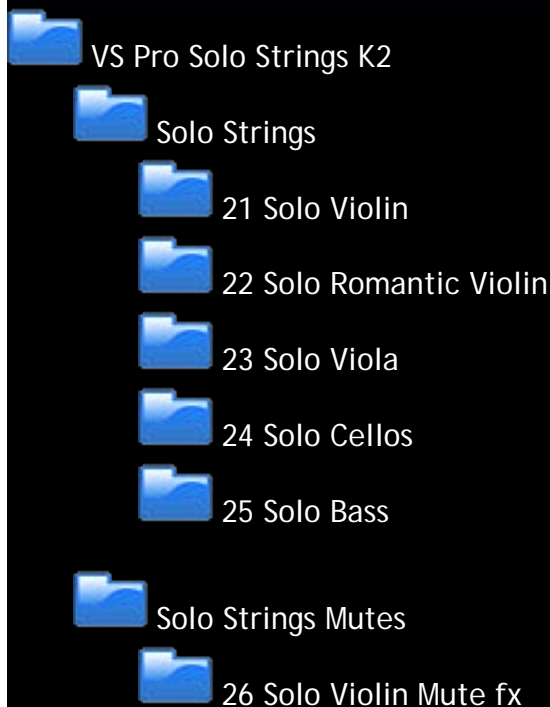 VS Pro Solo Strings K2
Solo Strings
21 Solo Violin
22 Solo Romantic Violin
23 Solo Viola
24 Solo Cellos
25 Solo Bass
Solo Strings Mutes
26 Solo Violin Mute fx